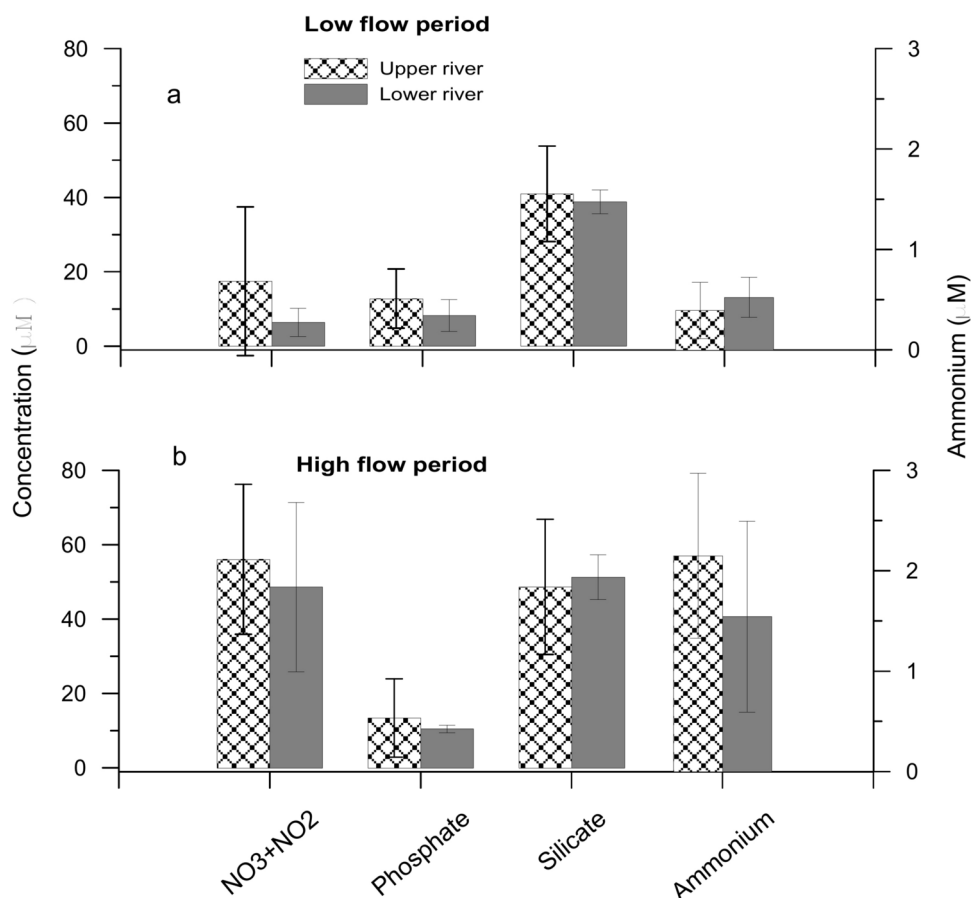 Low flow period
Upper river
Lower river
a
80
60
40
20
0
3
2
1
0
Concentration (μM)
Ammonium (μ M)
b
High flow period
80
60
40
20
0
3
2
1
0
NO3+NO2
Phosphate
Silicate
Ammonium